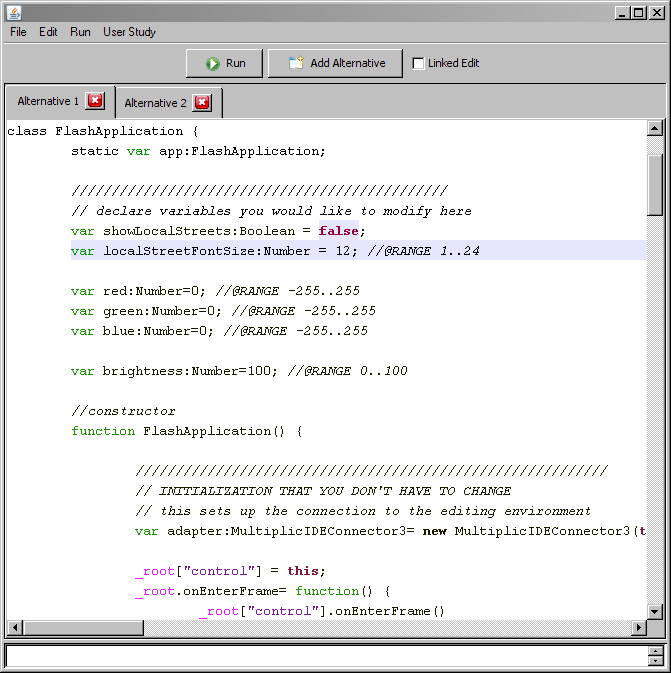 File Edit Run User Study
Run Add Alternative Linked Edit
Alternative 1 Alternative 2
class FlashApplication {
static var app:FlashApplication;
///////////////////////////////////////////////
// declare variables you would like to modify here
var showLocalStreets:Boolean = false;
var localStreetFontSize:Number = 12; //@RANGE 1..24
var red:Number=0; //@RANGE -255..255
var green:Number=0; //@RANGE -255..255
var blue:Number=0; //@RANGE -255..255
var brightness:Number=100; //@RANGE 0..100
//constructor
function FlashApplication() {
///////////////////////////////////////////////////////////
// INITIALIZATION THAT YOU DON'T HAVE TO CHANGE
// this sets up the connection to the editing environment
var adapter:MultiplicIDEConnector3= new MultiplicIDEConnector3(t
_root["control"] = this;
_root.onEnterFrame= function() {
_root["control"].onEnterFrame()